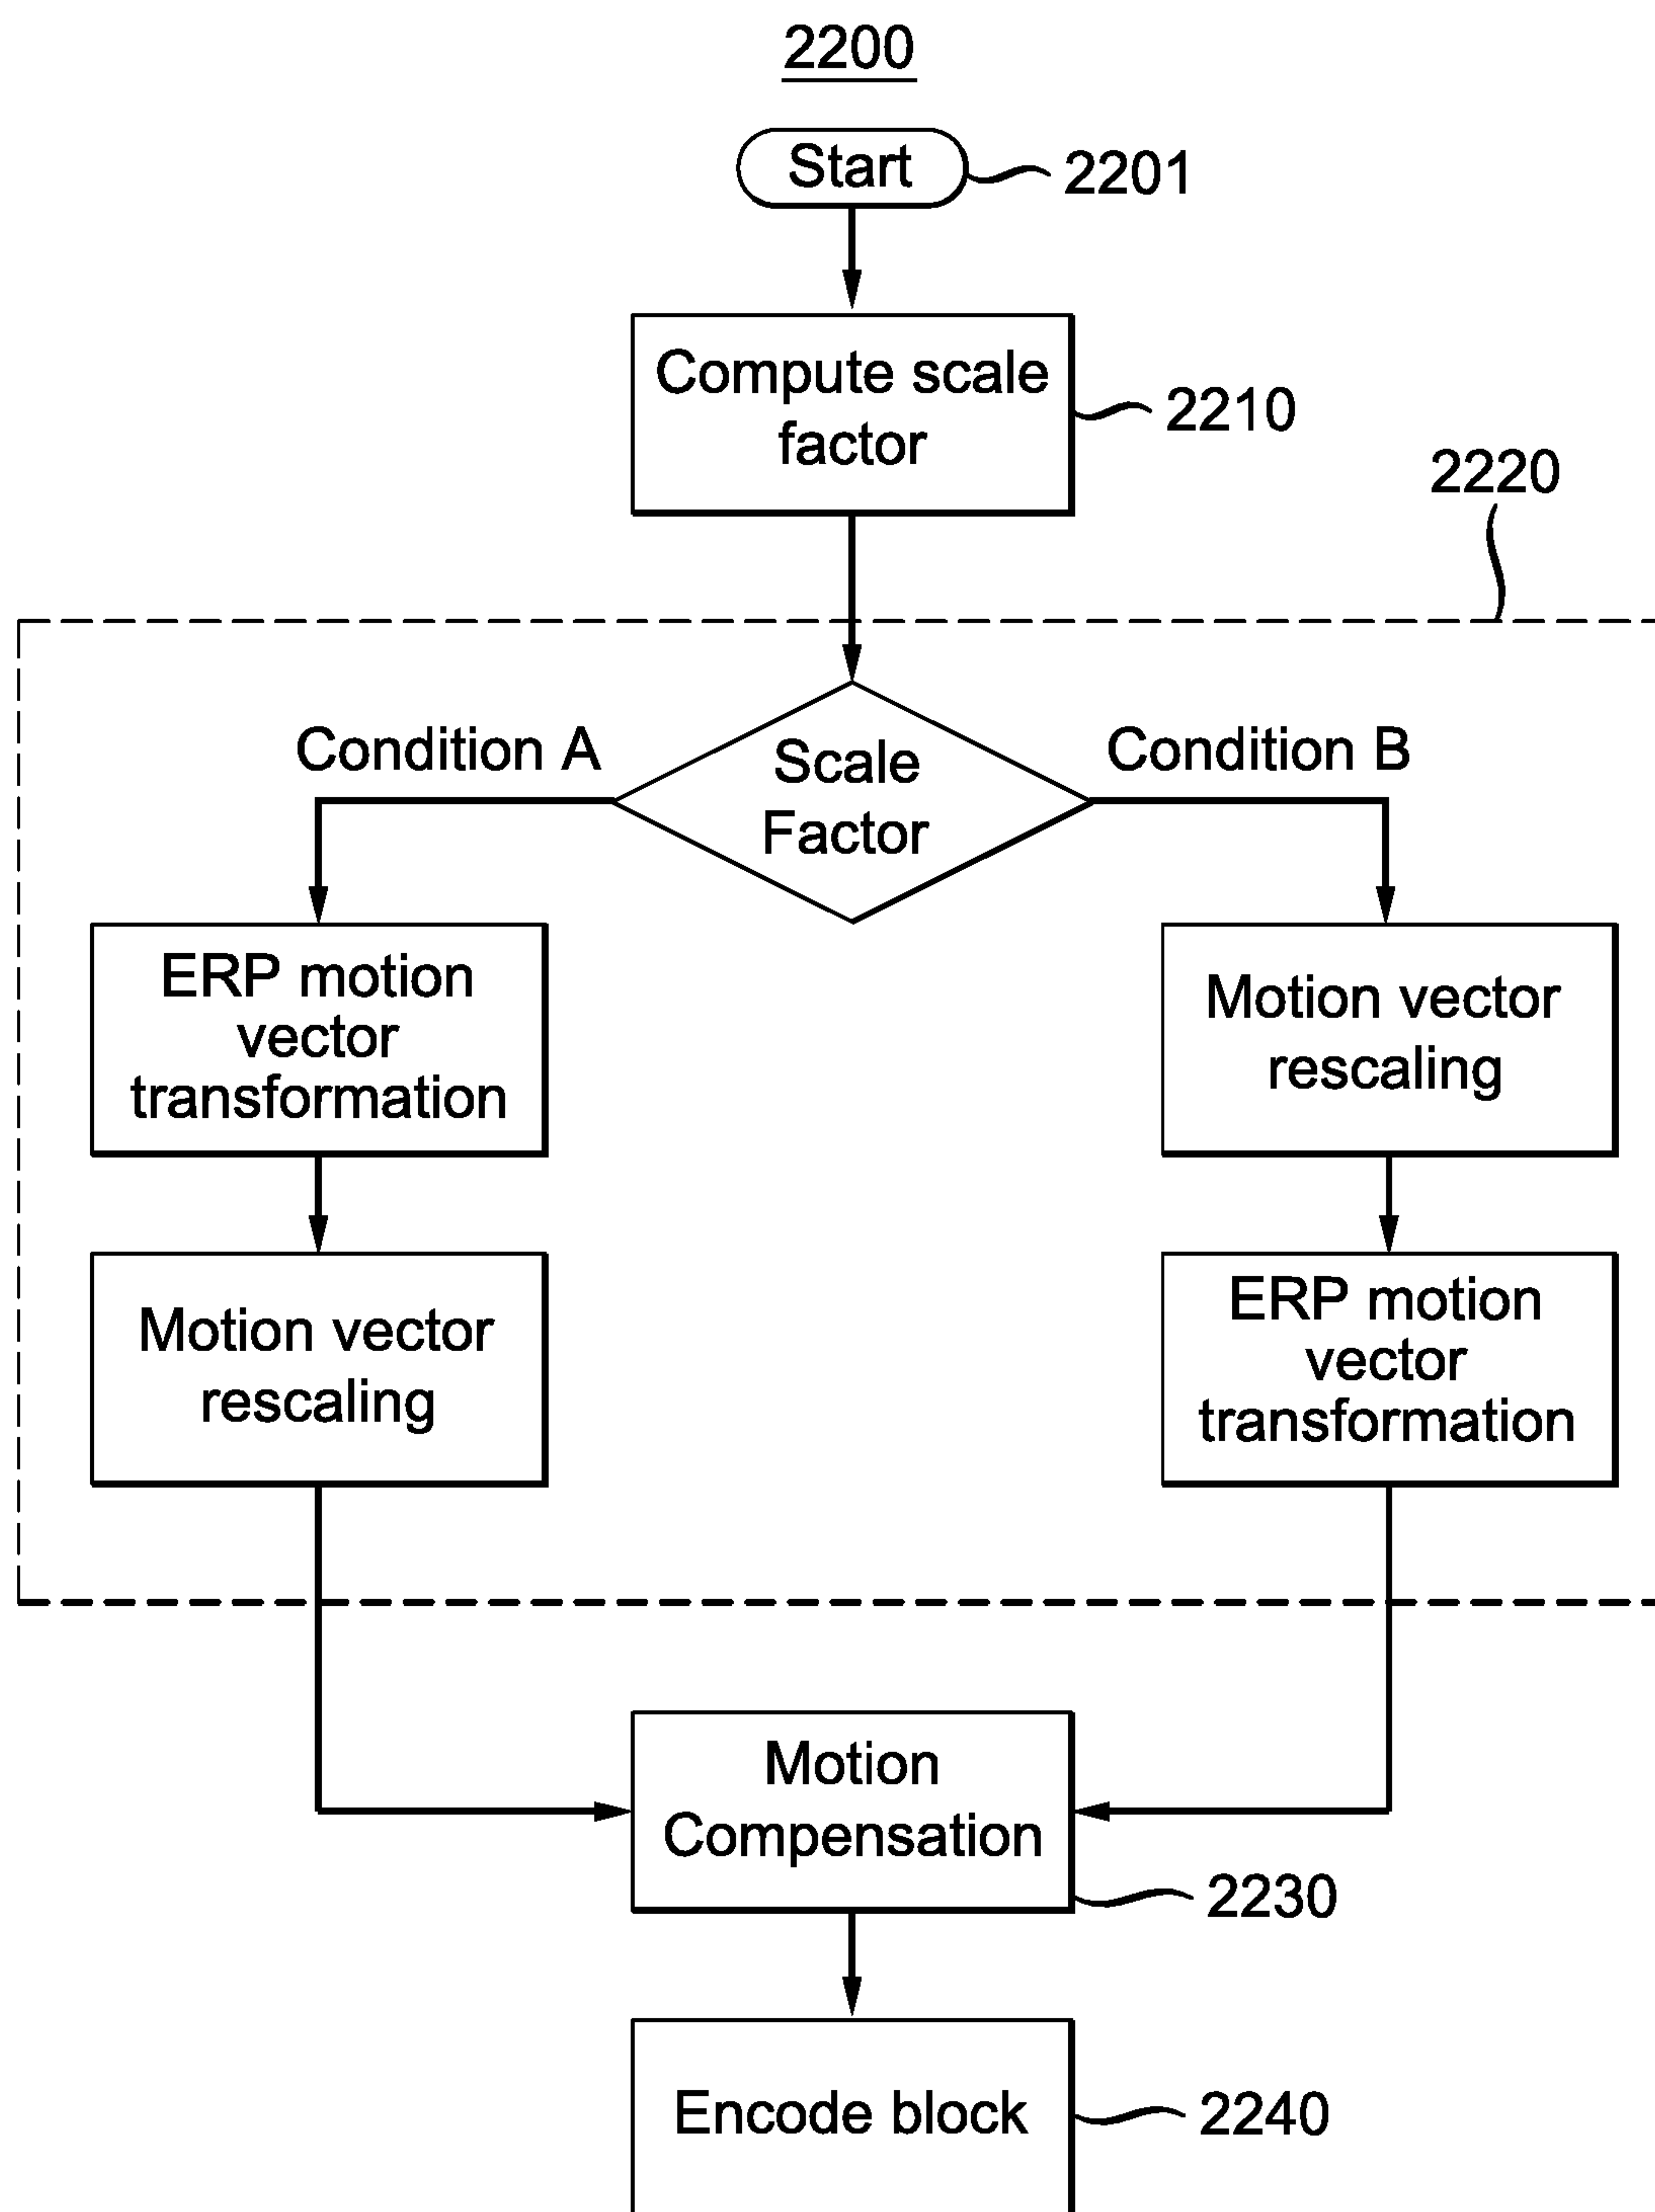 2200
Start
2201
Compute scale
factor
2210
2220
Condition A
Scale
Factor
Condition B
ERP motion
vector
transformation
Motion vector
rescaling
Motion vector
rescaling
ERP motion
vector
transformation
Motion
Compensation
2230
Encode block
2240